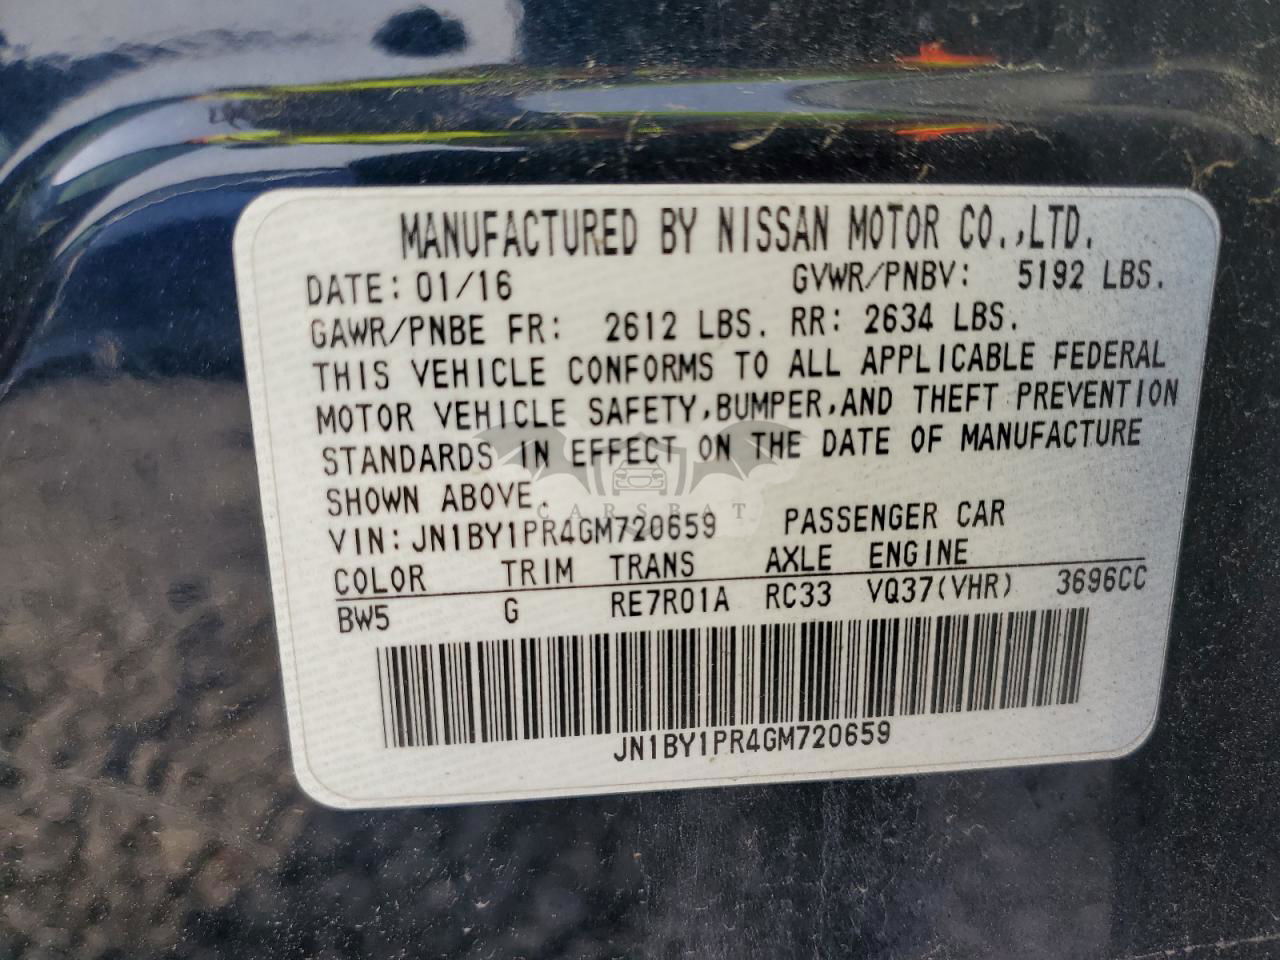 MANUFACTURED BY NISSAN MOTOR CO.,LTD.
DATE: 01/16 GVWR/PNBV: 5192 LBS.
GAWR/PNBE FR: 2612 LBS. RR: 2634 LBS.
THIS VEHICLE CONFORMS TO ALL APPLICABLE FEDERAL
MOTOR VEHICLE SAFETY,BUMPER,AND THEFT PREVENTION
STANDARDS IN EFFECT ON THE DATE OF MANUFACTURE
SHOWN ABOVE.
CARSBAT
VIN: JN1BY1PR4GM720659 PASSENGER CAR
COLOR TRIM TRANS AXLE ENGINE
BW5 G RE7R01A RC33 VQ37(VHR) 3696CC
JN1BY1PR4GM720659